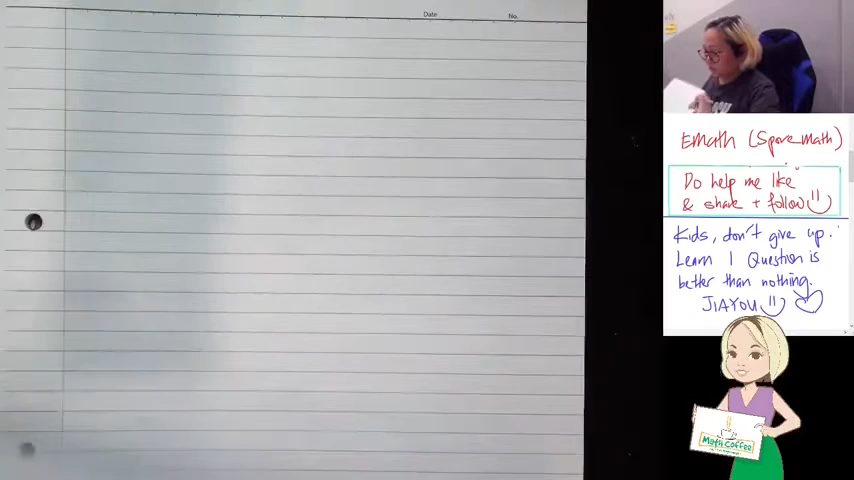 Date No.
EMath (S'pore math)
Do help me like
& share + follow
Kids, don't give up.
Learn 1 Question is
better than nothing.
JIAYOU
Math Coffee